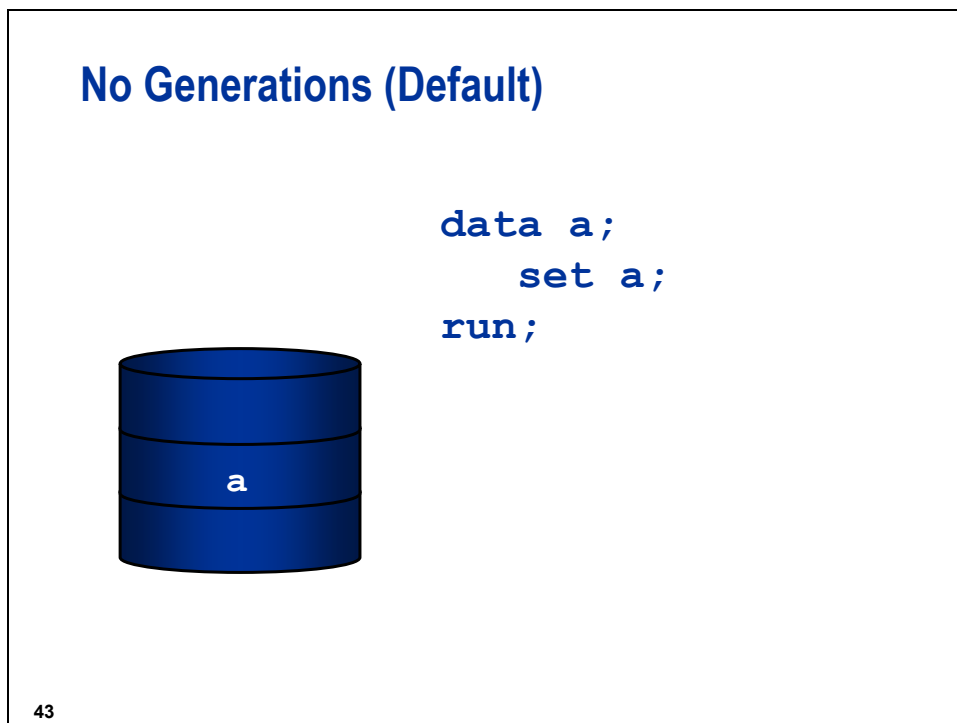 No Generations (Default)
data a;
set a;
run;
a
43